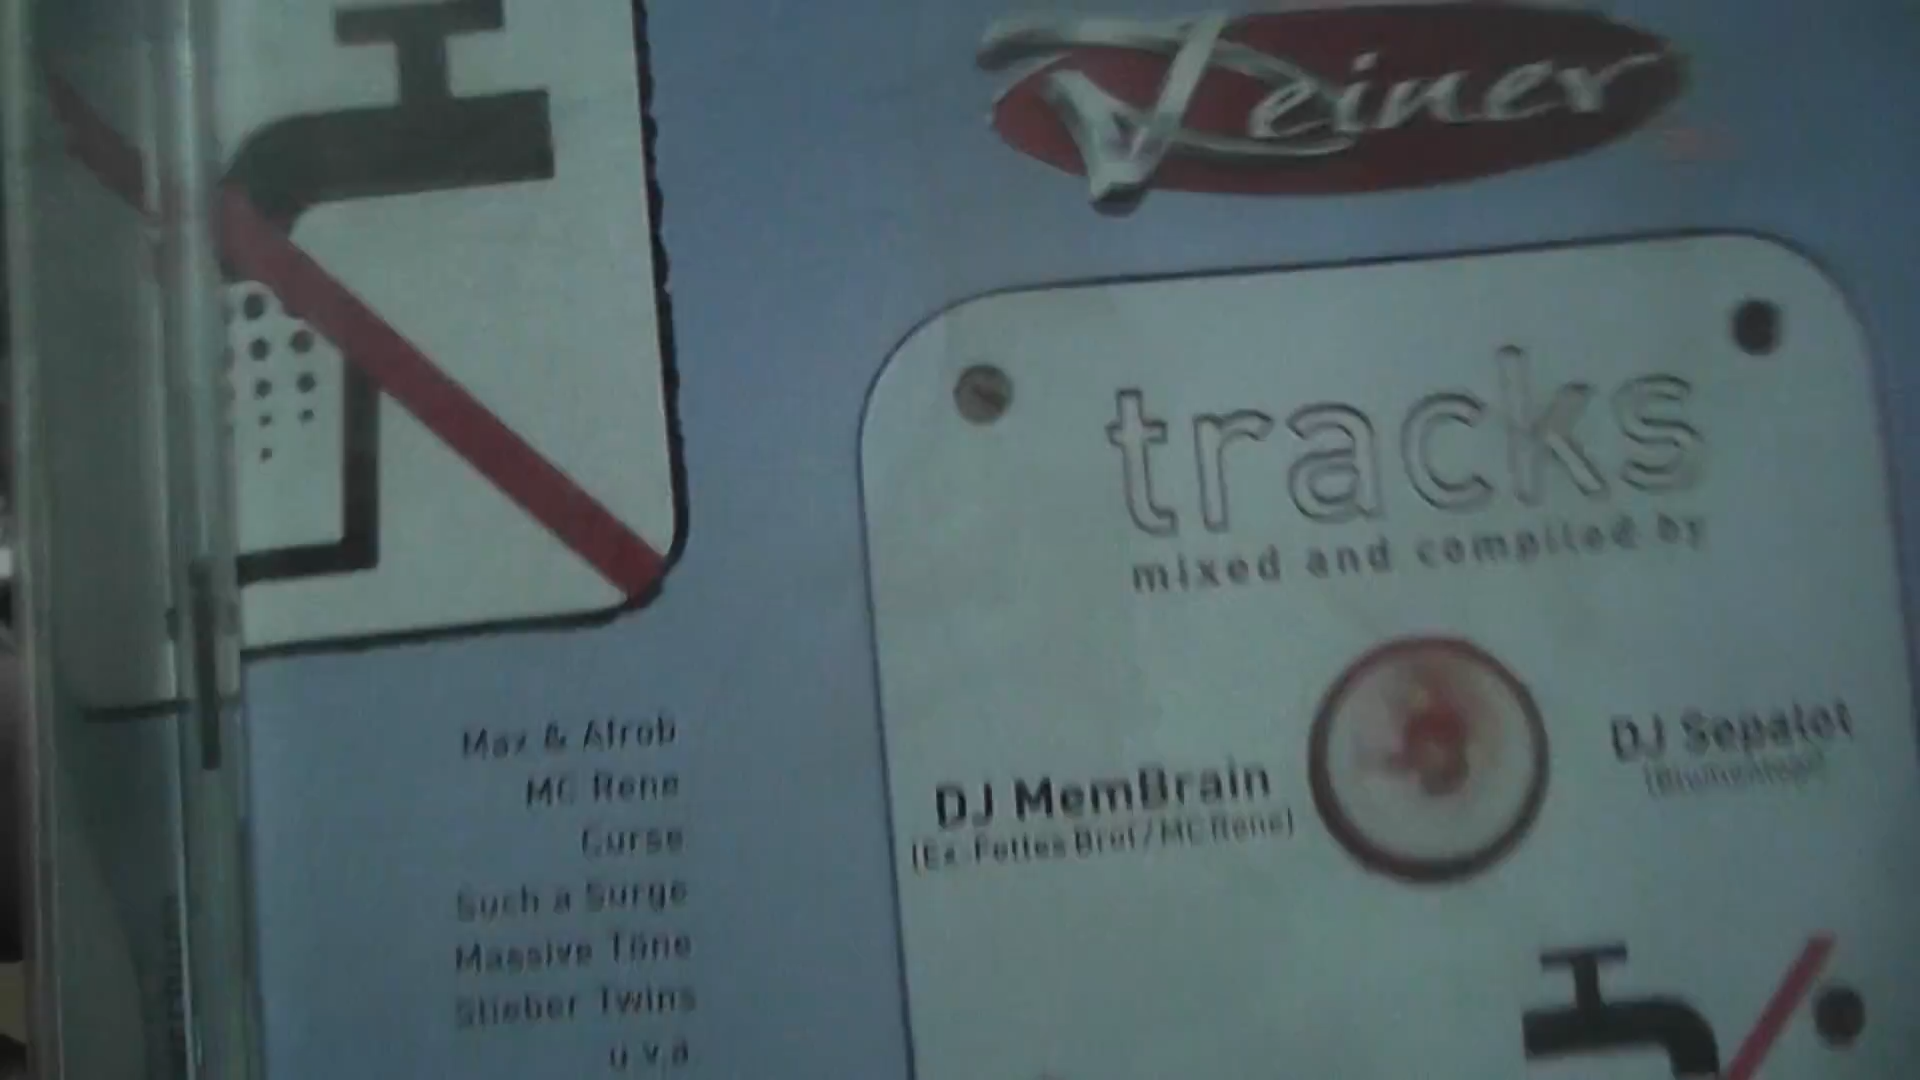 Deiner
tracks
mixed and compiled by
DJ MemBrain
(Ex-Fettes Brot / MC Rene)
DJ Sepalot
(Blumentopf)
Max & Afrob
MC Rene
Curse
Such a Surge
Massive Töne
Stieber Twins
u.v.a.